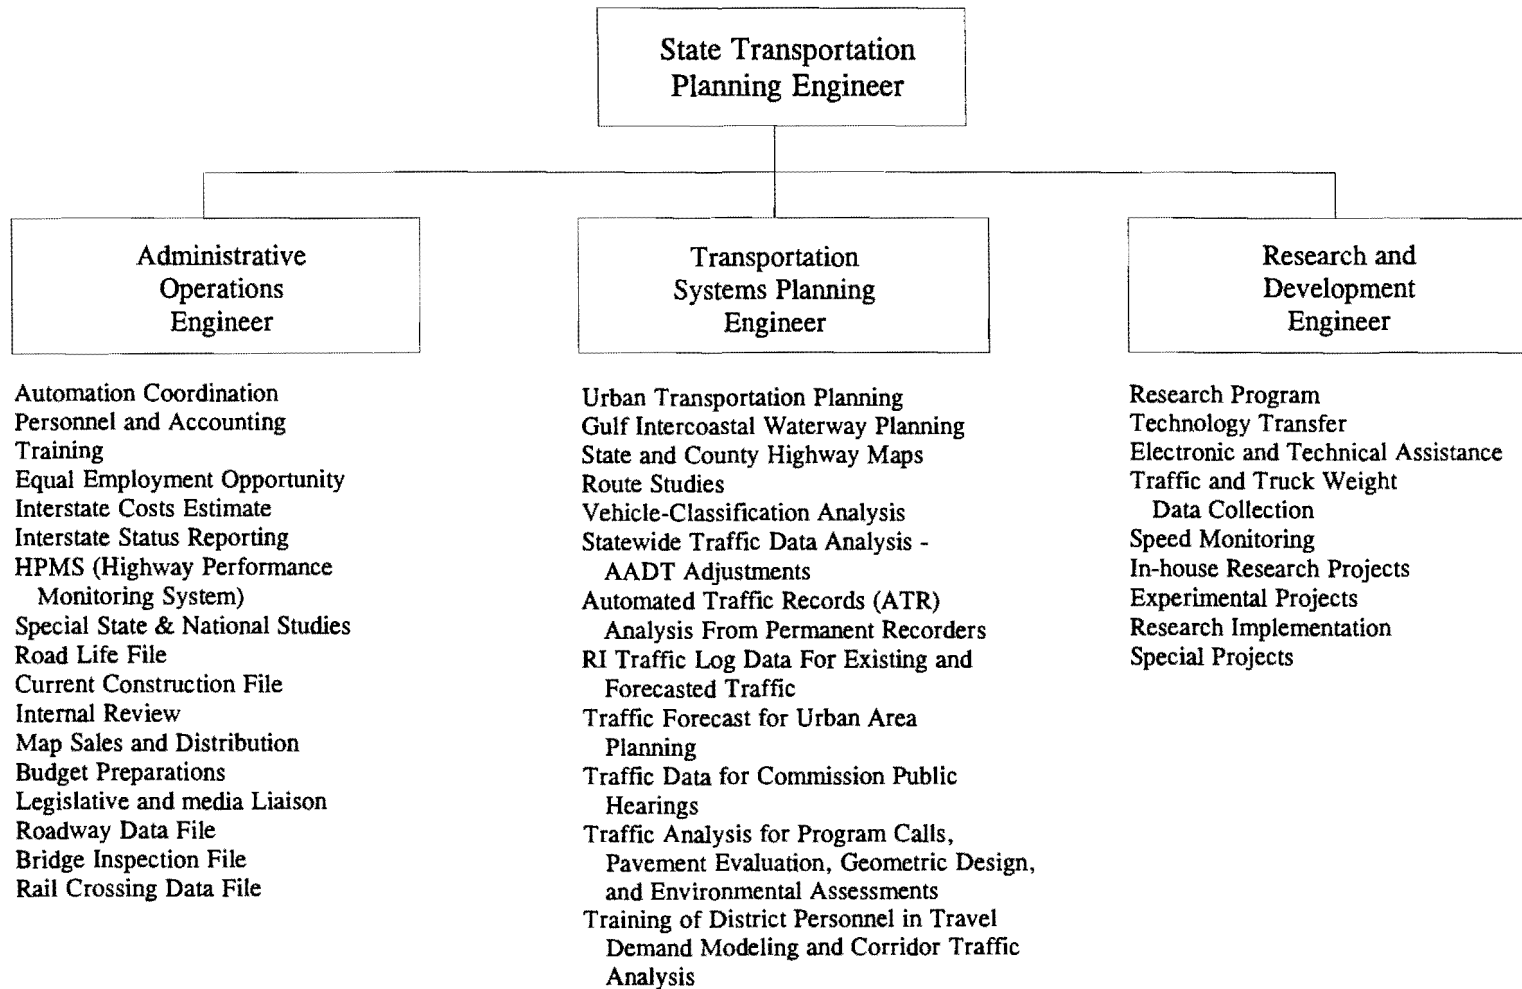 State Transportation
Planning Engineer
Administrative
Operations
Engineer
Automation Coordination
Personnel and Accounting
Training
Equal Employment Opportunity
Interstate Costs Estimate
Interstate Status Reporting
HPMS (Highway Performance
Monitoring System)
Special State & National Studies
Road Life File
Current Construction File
Internal Review
Map Sales and Distribution
Budget Preparations
Legislative and media Liaison
Roadway Data File
Bridge Inspection File
Rail Crossing Data File
Transportation
Systems Planning
Engineer
Urban Transportation Planning
Gulf Intercoastal Waterway Planning
State and County Highway Maps
Route Studies
Vehicle-Classification Analysis
Statewide Traffic Data Analysis -
AADT Adjustments
Automated Traffic Records (ATR)
Analysis From Permanent Recorders
RI Traffic Log Data For Existing and
Forecasted Traffic
Traffic Forecast for Urban Area
Planning
Traffic Data for Commission Public
Hearings
Traffic Analysis for Program Calls,
Pavement Evaluation, Geometric Design,
and Environmental Assessments
Training of District Personnel in Travel
Demand Modeling and Corridor Traffic
Analysis
Research and
Development
Engineer
Research Program
Technology Transfer
Electronic and Technical Assistance
Traffic and Truck Weight
Data Collection
Speed Monitoring
In-house Research Projects
Experimental Projects
Research Implementation
Special Projects